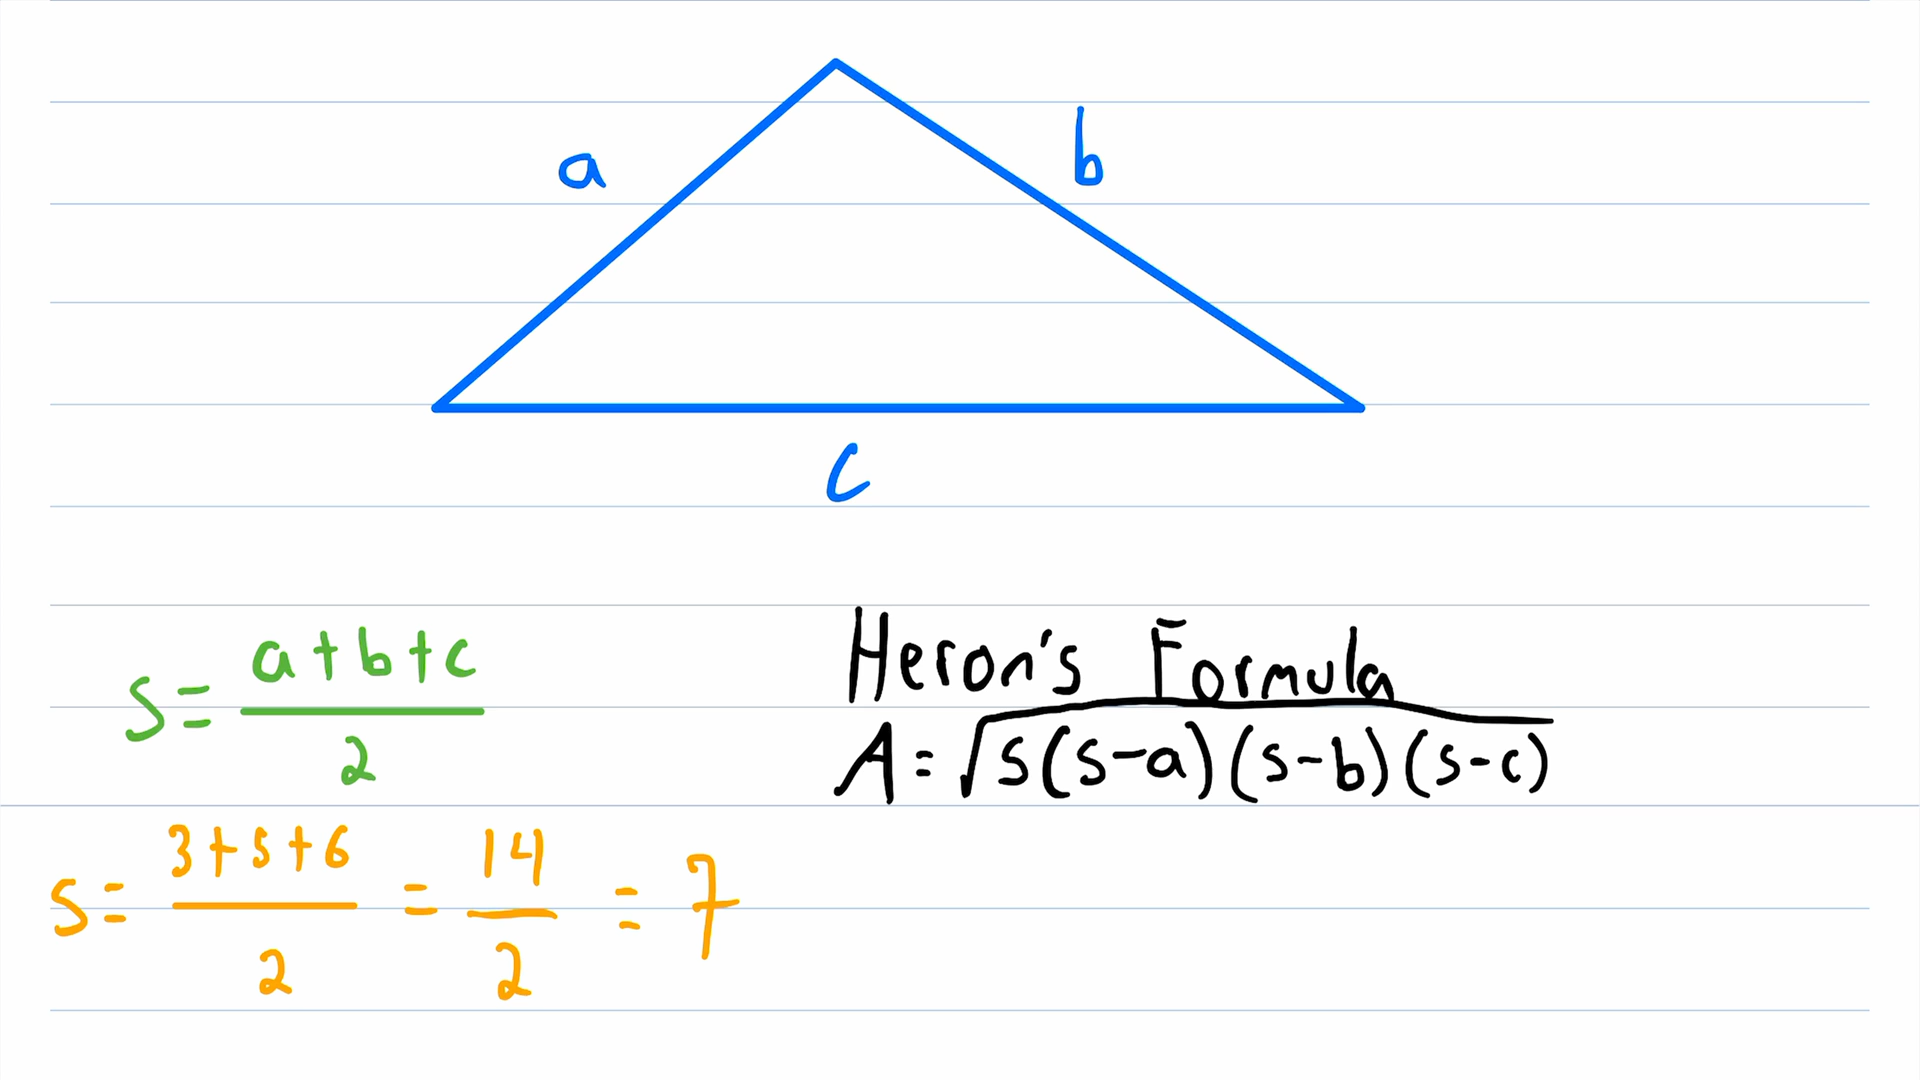 a
b
c
s = (a+b+c)/2
Heron's Formula
A = √s(s-a)(s-b)(s-c)
s = (3+5+6)/2 = 14/2 = 7